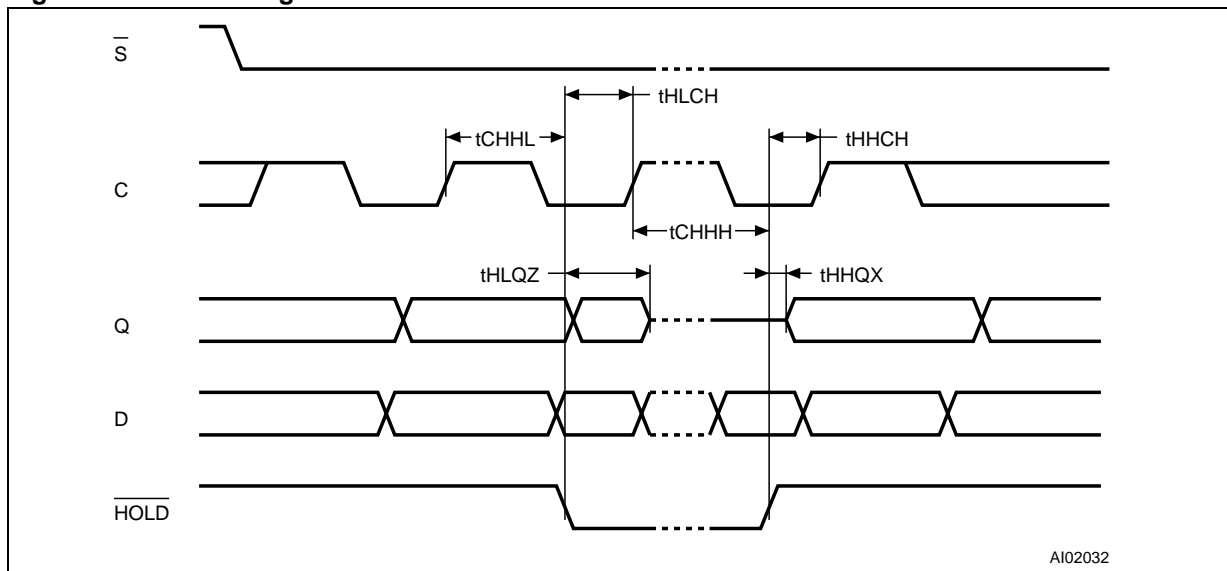 S
tHLCH
tCHHL
tHHCH
C
tCHHH
tHLQZ
tHHQX
Q
D
HOLD
AI02032